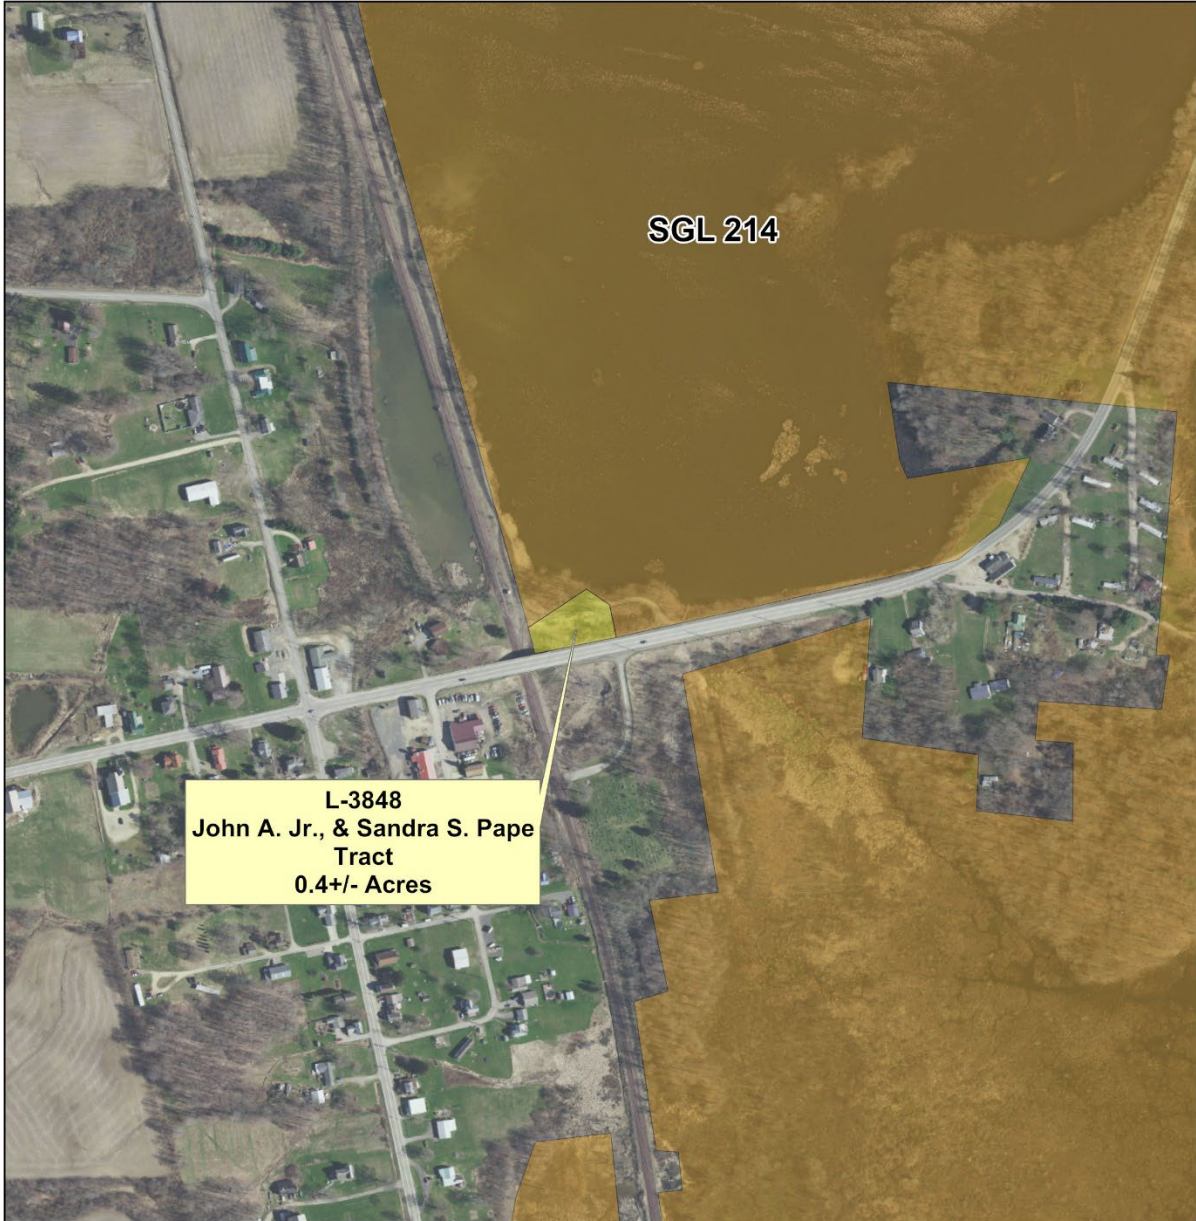 SGL 214
L-3848
John A. Jr., & Sandra S. Pape
Tract
0.4+/- Acres